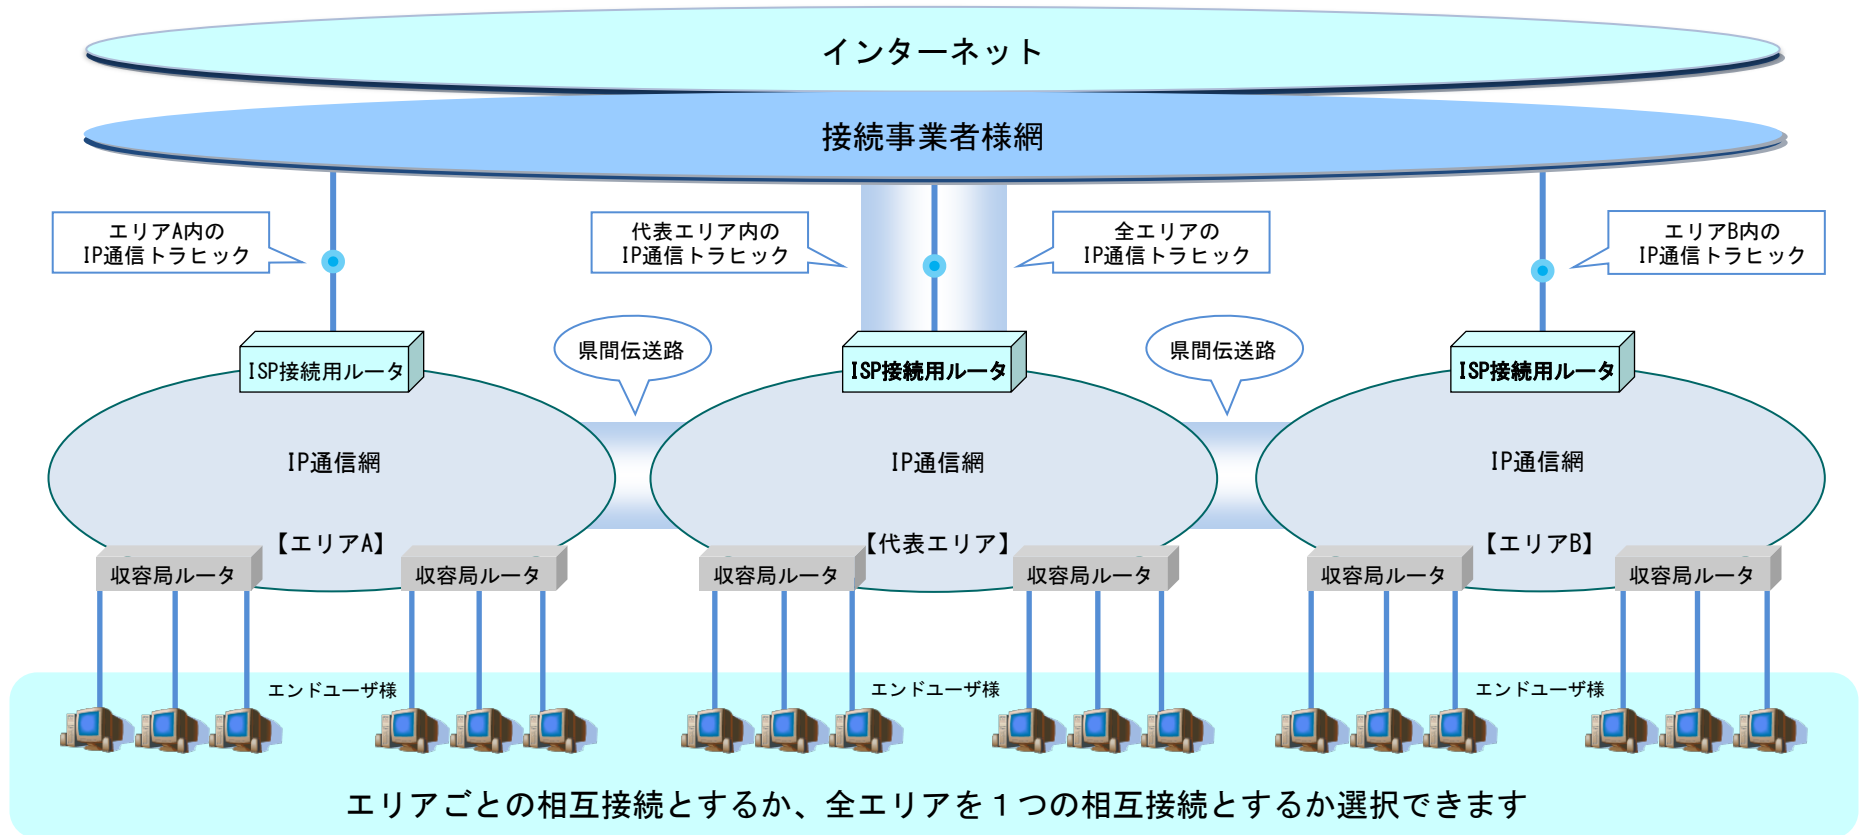 インターネット
接続事業者様網
エリアA内の
IP通信トラヒック
代表エリア内の
IP通信トラヒック
全エリアの
IP通信トラヒック
エリアB内の
IP通信トラヒック
県間伝送路
県間伝送路
ISP接続用ルータ
ISP接続用ルータ
ISP接続用ルータ
IP通信網
IP通信網
IP通信網
【エリアA】
【代表エリア】
【エリアB】
収容局ルータ
収容局ルータ
収容局ルータ
収容局ルータ
収容局ルータ
収容局ルータ
エンドユーザ様
エンドユーザ様
エンドユーザ様
エリアごとの相互接続とするか、全エリアを１つの相互接続とするか選択できます